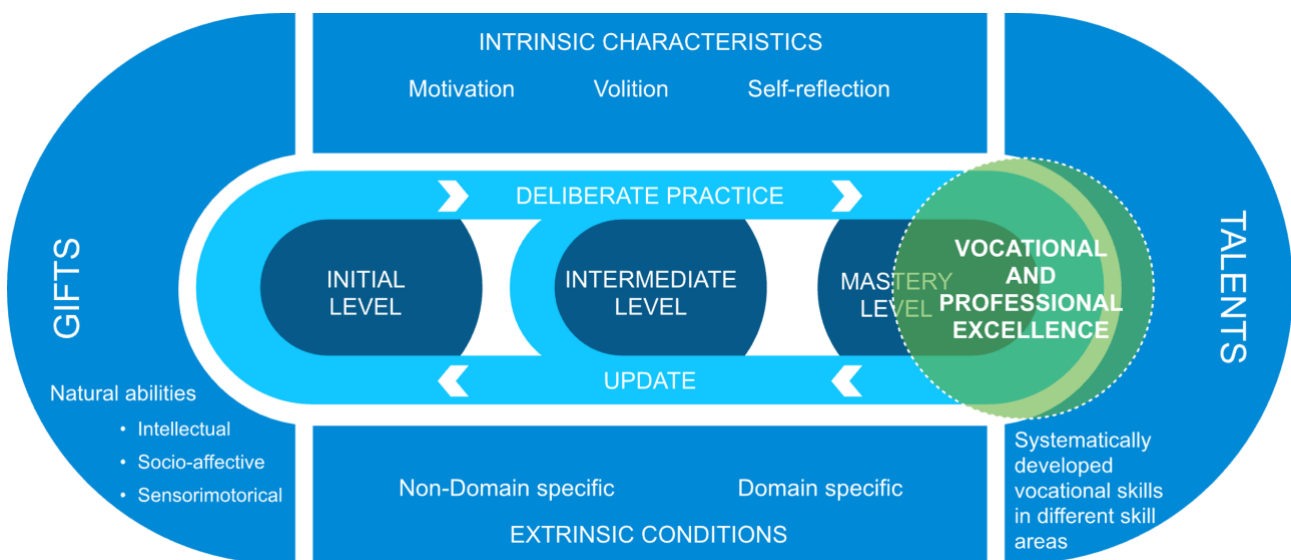 INTRINSIC CHARACTERISTICS
Motivation Volition Self-reflection
DELIBERATE PRACTICE
GIFTS
INITIAL
LEVEL
INTERMEDIATE
LEVEL
MASTERY
LEVEL
VOCATIONAL
AND
PROFESSIONAL
EXCELLENCE
TALENTS
UPDATE
Natural abilities
• Intellectual
• Socio-affective
• Sensorimotorical
Non-Domain specific Domain specific
EXTRINSIC CONDITIONS
Systematically
developed
vocational skills
in different skill
areas